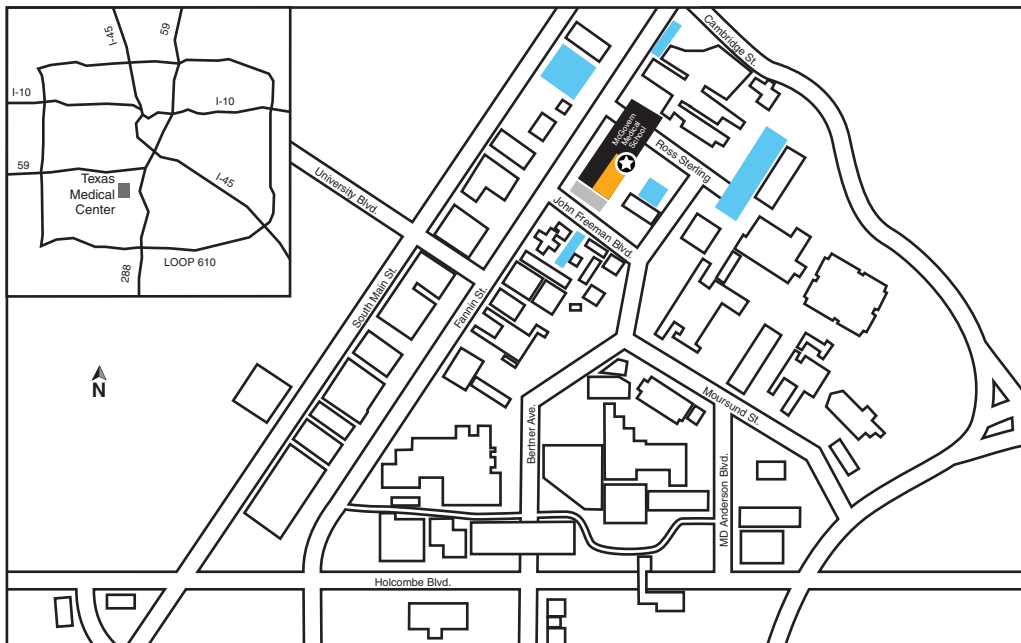 I-45
59
I-10
I-10
59
Texas
Medical
Center
I-45
LOOP 610
288
Cambridge St.
McGovern
Medical
School
Ross Sterling
University Blvd.
John Freeman Blvd.
South Main St.
Fannin St.
N
Bertner Ave.
Moursund St.
MD Anderson Blvd.
Holcombe Blvd.